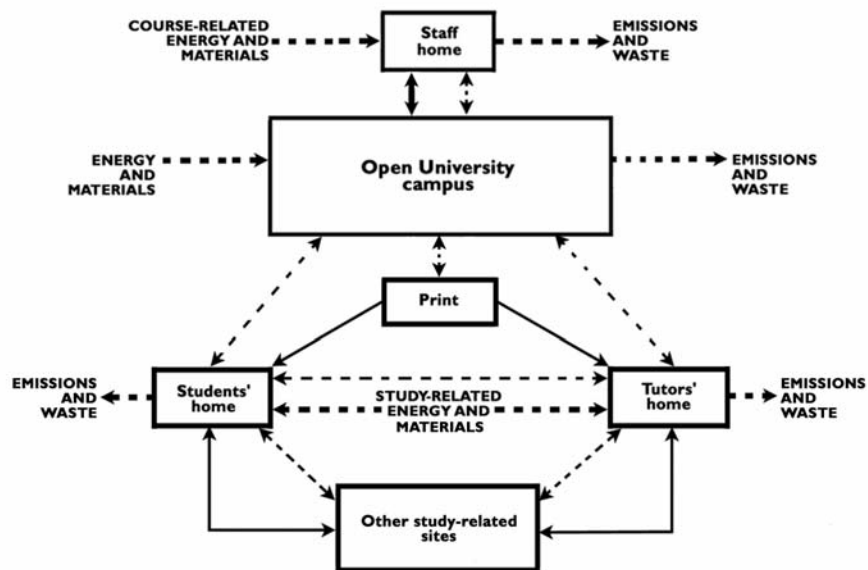 COURSE-RELATED
ENERGY AND
MATERIALS
Staff
home
EMISSIONS
AND
WASTE
ENERGY
AND
MATERIALS
Open University
campus
EMISSIONS
AND
WASTE
Print
EMISSIONS
AND
WASTE
Students'
home
STUDY-RELATED
ENERGY AND
MATERIALS
Tutors'
home
EMISSIONS
AND
WASTE
Other study-related
sites